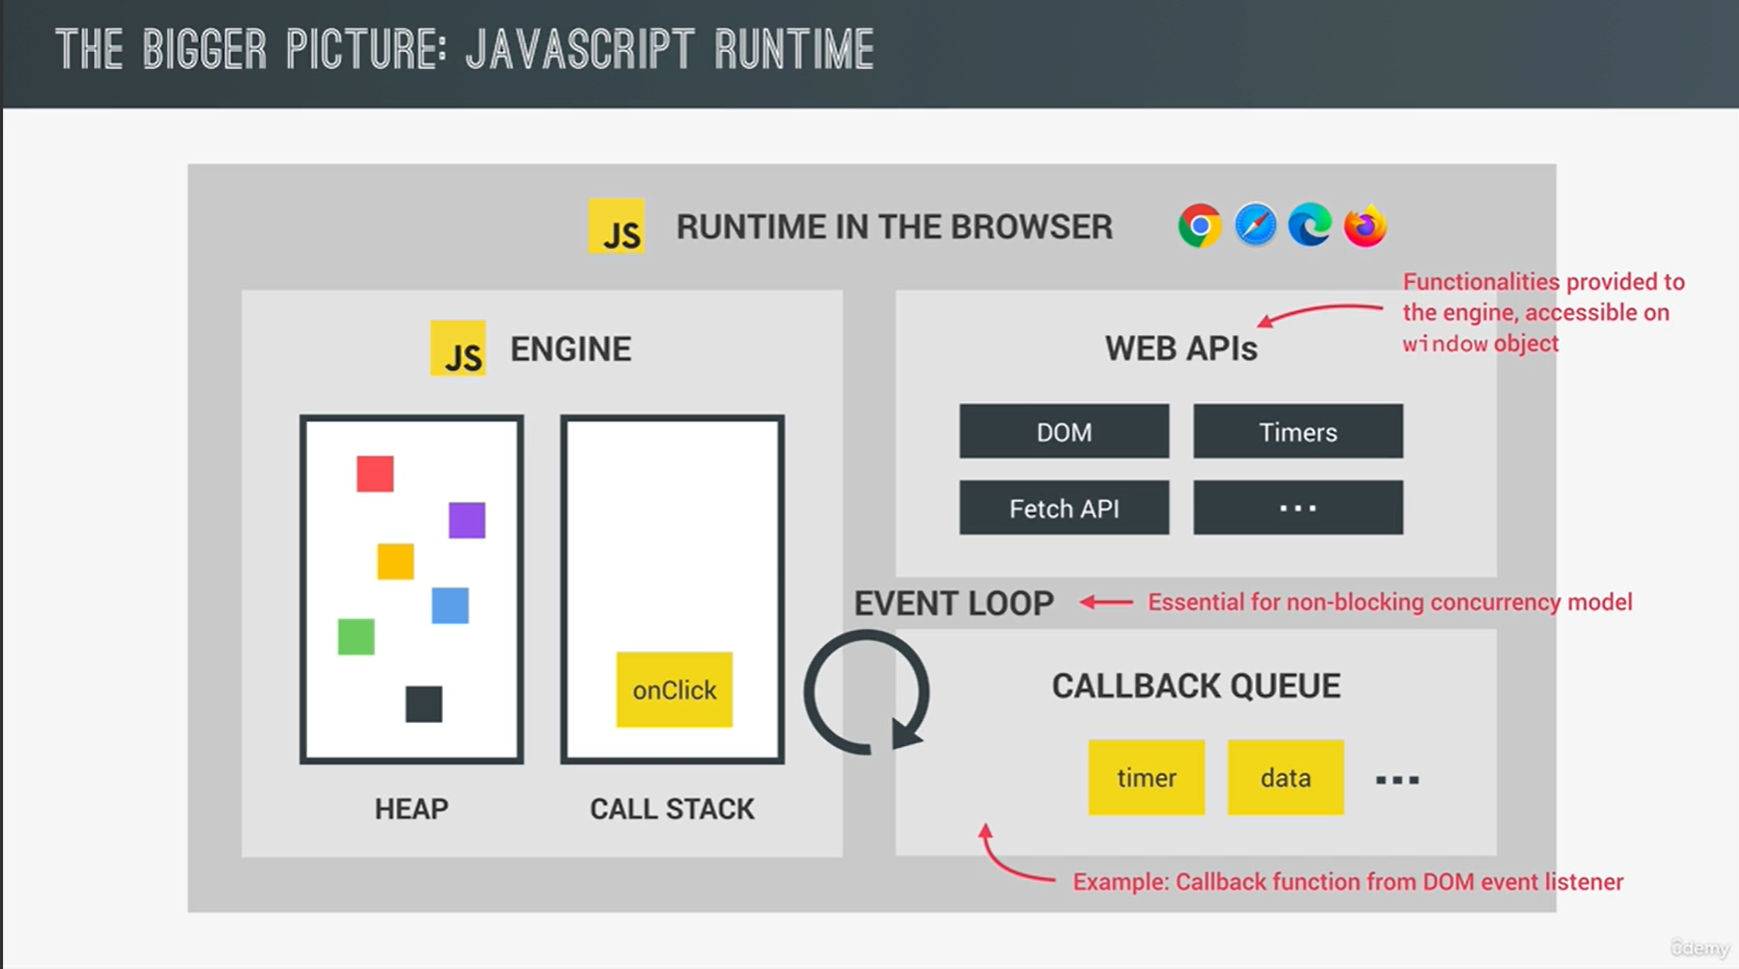 THE BIGGER PICTURE: JAVASCRIPT RUNTIME
JS RUNTIME IN THE BROWSER
Functionalities provided to
the engine, accessible on
window object
JS ENGINE
WEB APIs
DOM
Timers
Fetch API
...
EVENT LOOP
Essential for non-blocking concurrency model
onClick
CALLBACK QUEUE
timer
data
...
HEAP
CALL STACK
Example: Callback function from DOM event listener
ûdemy